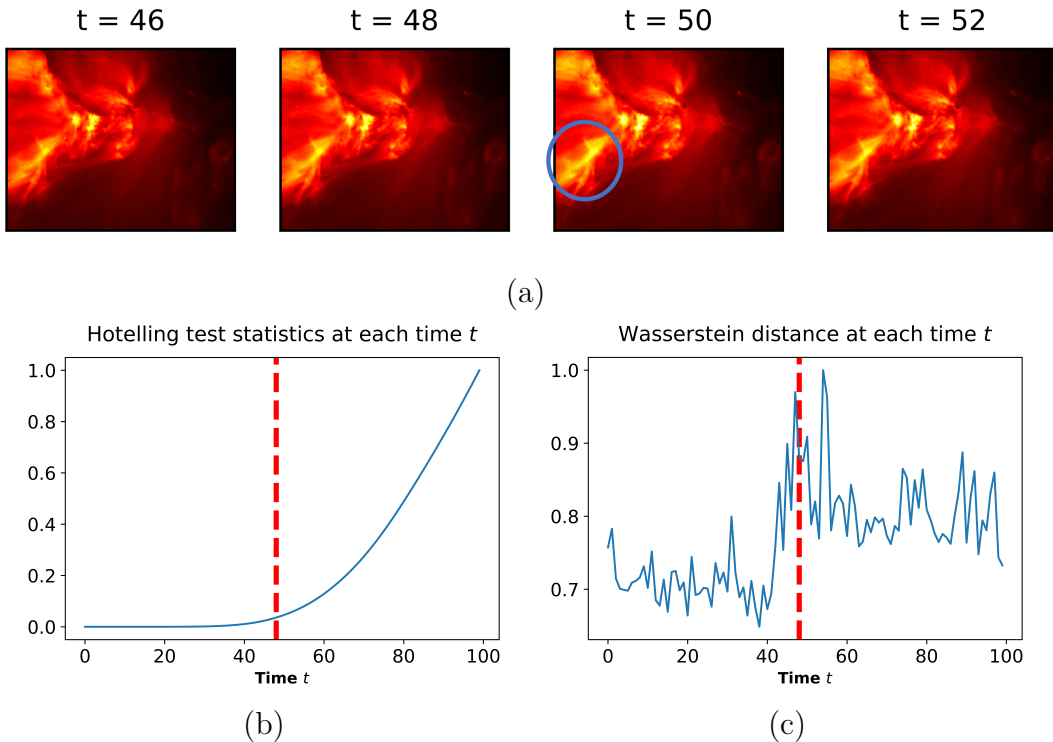 t = 46 t = 48 t = 50 t = 52
(a)
Hotelling test statistics at each time t
1.0
0.8
0.6
0.4
0.2
0.0
0 20 40 60 80 100
Time t
(b)
Wasserstein distance at each time t
1.0
0.9
0.8
0.7
0 20 40 60 80 100
Time t
(c)